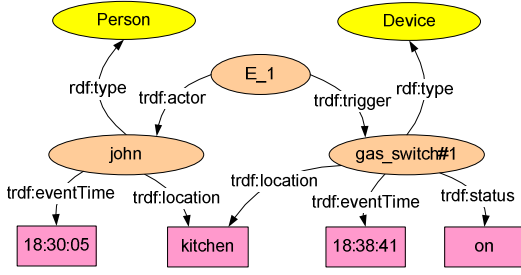 Person
Device
rdf:type
E_1
rdf:type
trdf:actor
trdf:trigger
john
gas_switch#1
trdf:eventTime
trdf:location
trdf:location
trdf:eventTime
trdf:status
18:30:05
kitchen
18:38:41
on